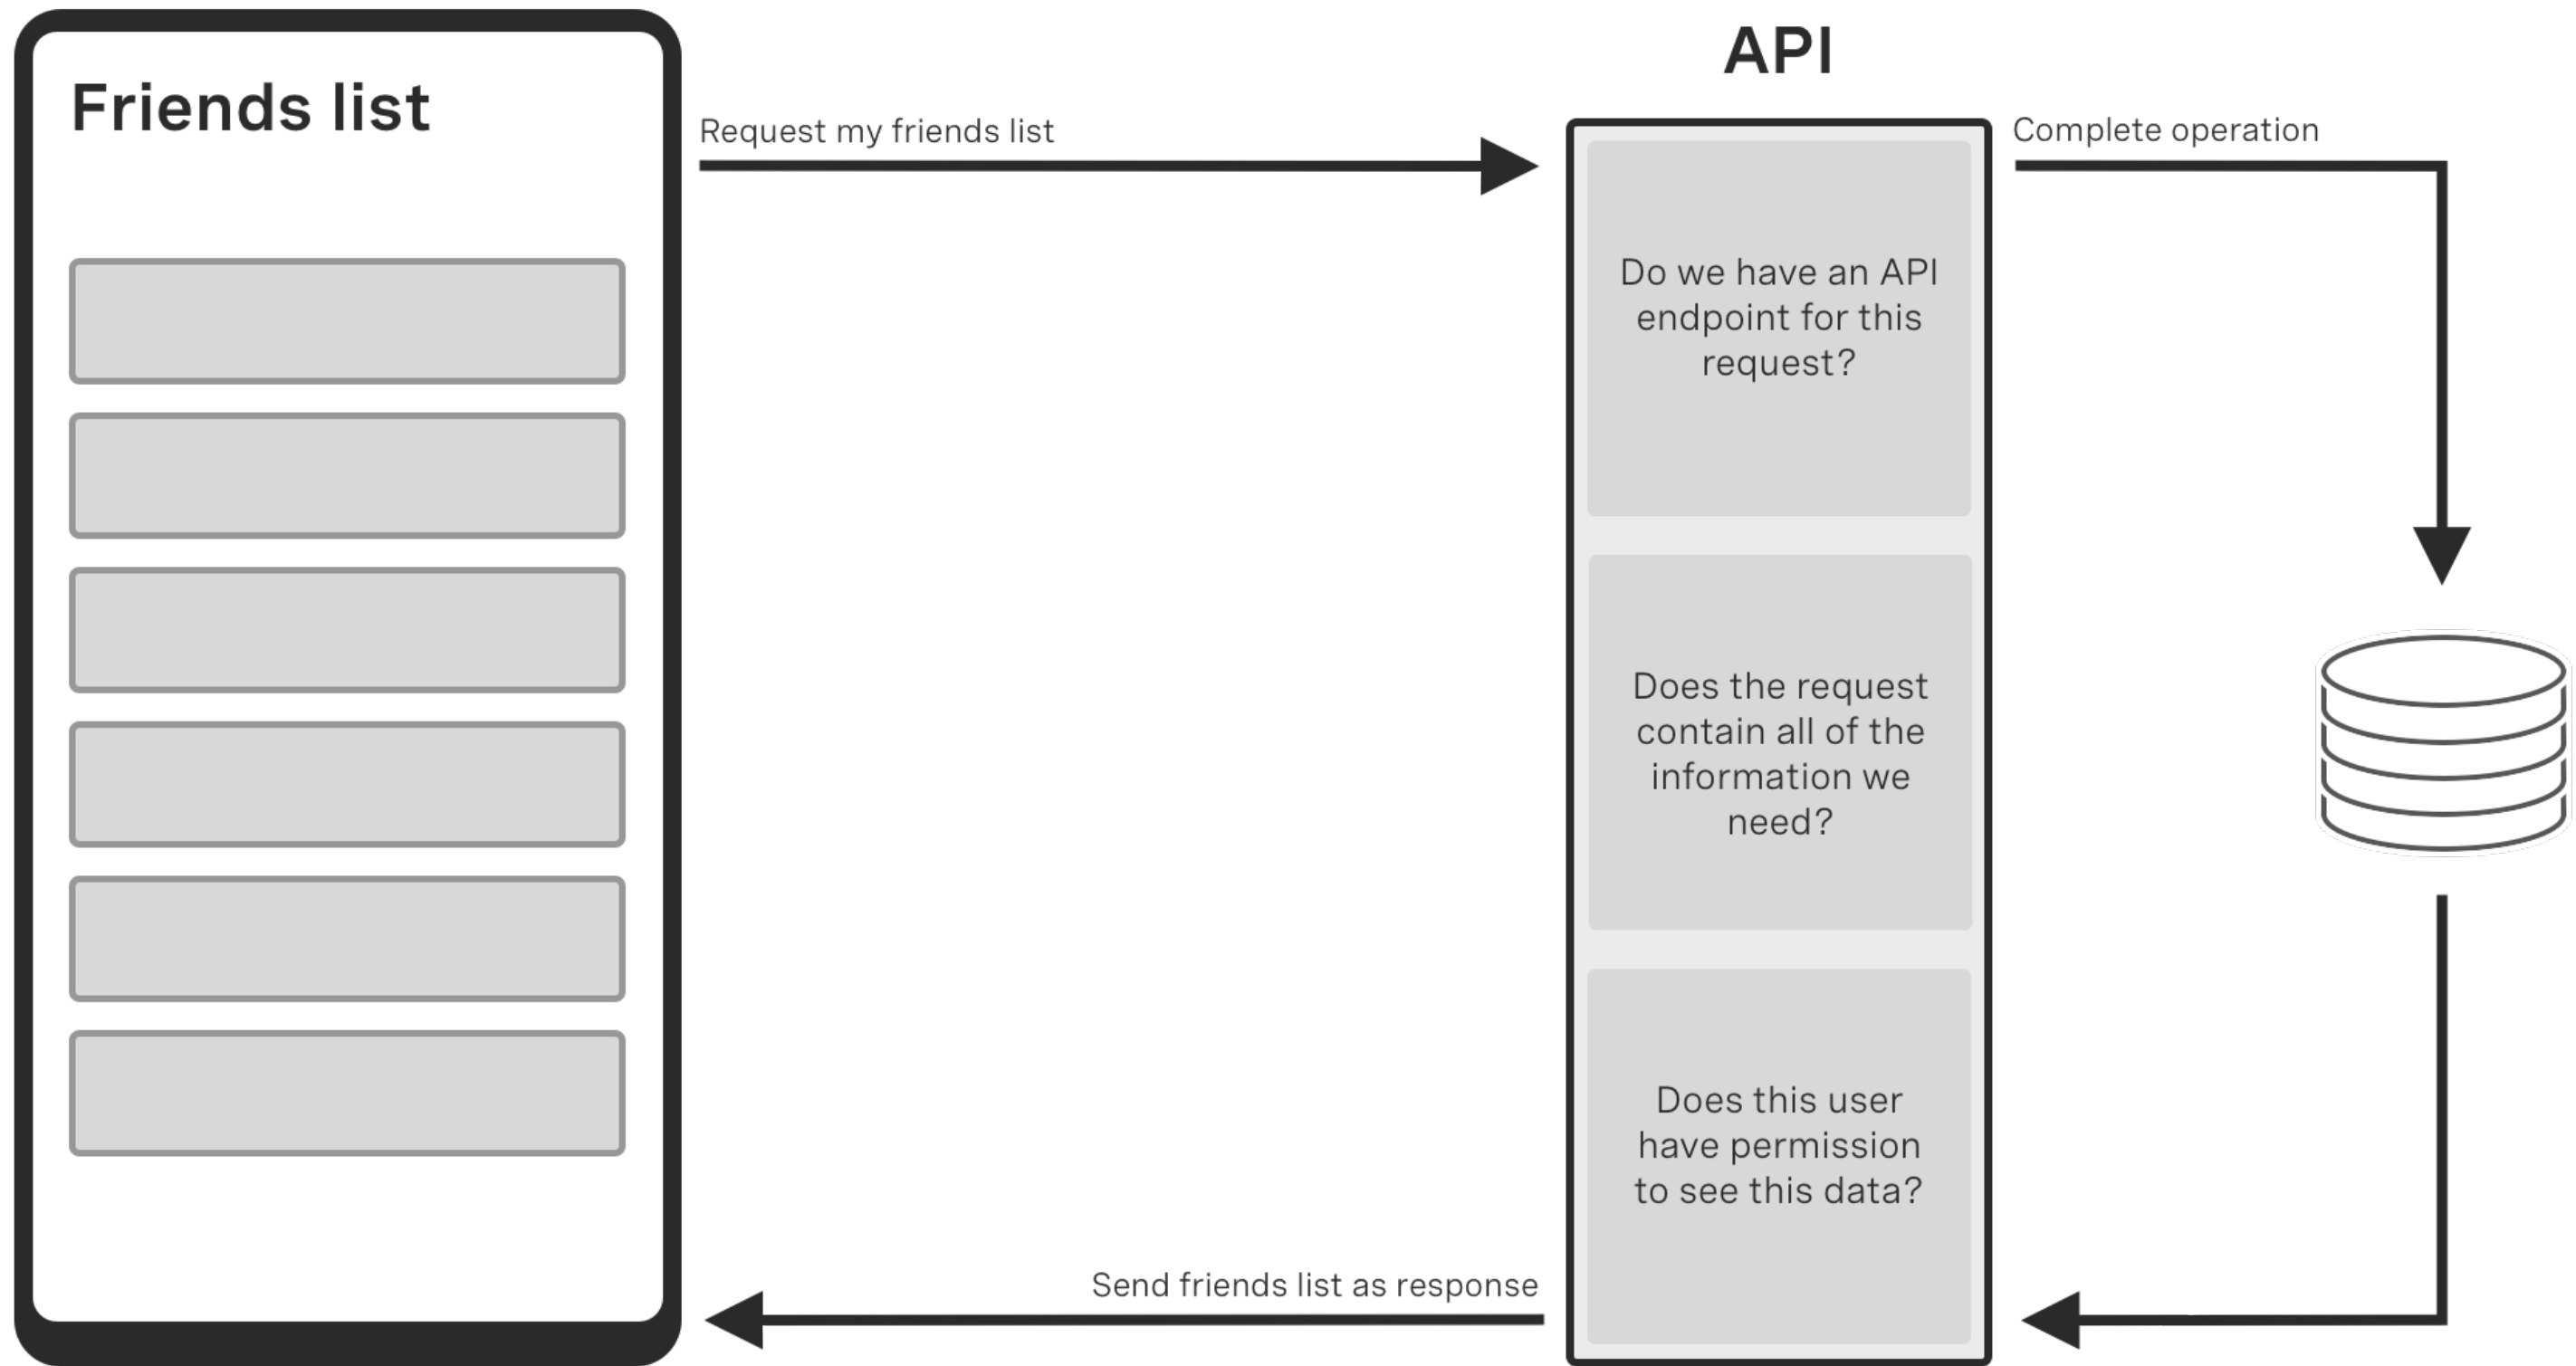 Friends list
Request my friends list
API
Complete operation
Do we have an API
endpoint for this
request?
Does the request
contain all of the
information we
need?
Does this user
have permission
to see this data?
Send friends list as response